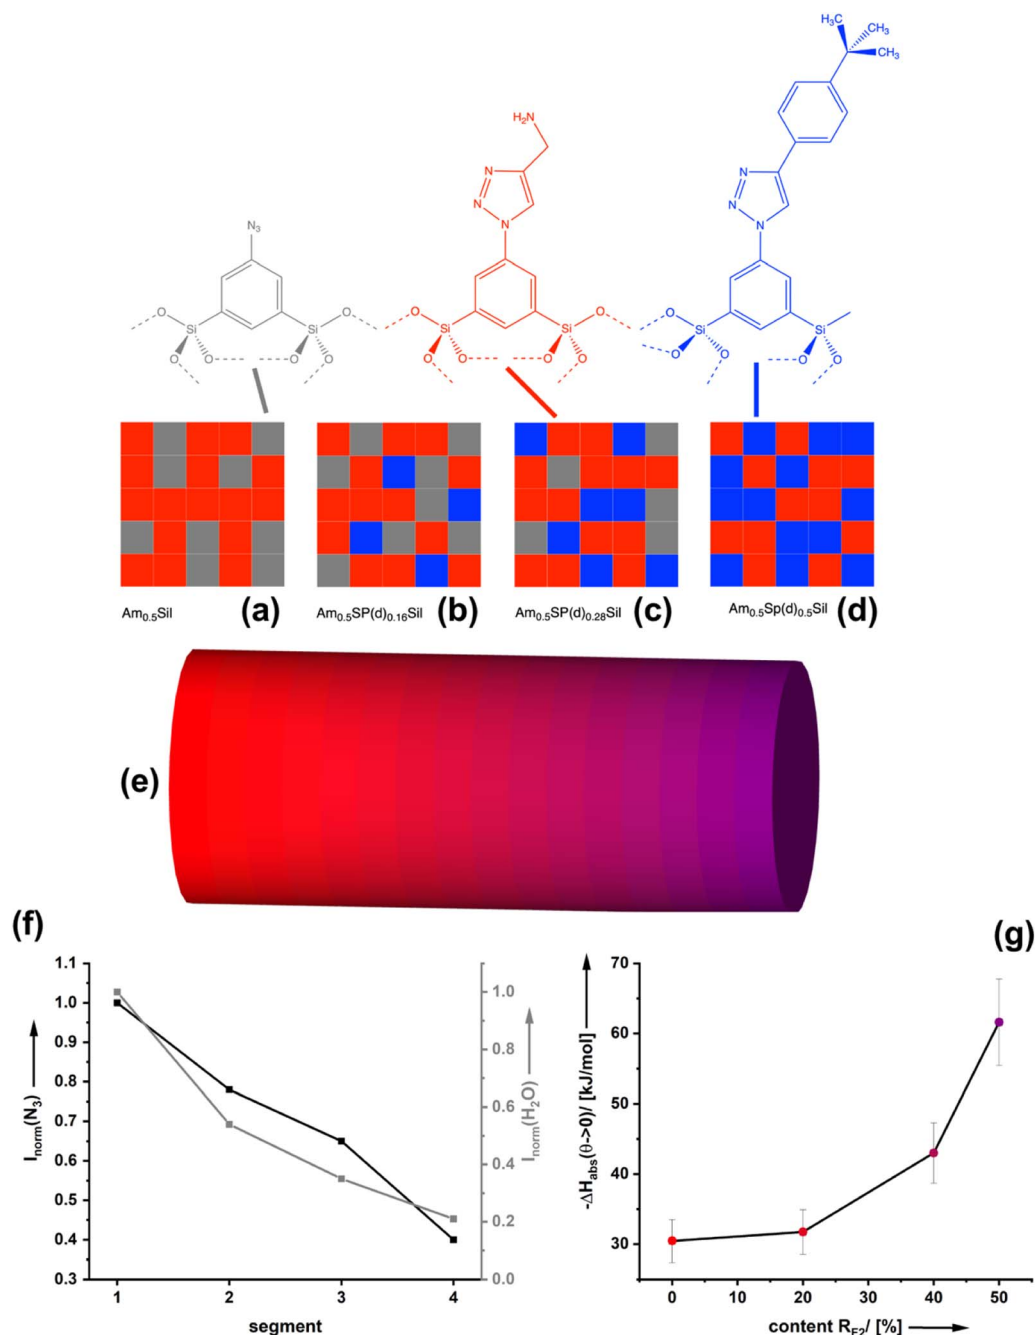 CH₃
H₃C
CH₃
H₂N
N
N
N
N
N
N
N₃
O
Si
Si
O
O
O
O
O
O
Si
Si
O
O
O
O
O
O
Si
Si
O
O
O
O
Am₀.₅Sil
(a)
Am₀.₅SP(d)₀.₁₆Sil
(b)
Am₀.₅SP(d)₀.₂₈Sil
(c)
Am₀.₅Sp(d)₀.₅Sil
(d)
(e)
(f)
1.1
1.0
0.9
0.8
0.7
0.6
0.5
0.4
0.3
Iₙₒᵣₘ(N₃)
1.0
0.8
0.6
0.4
0.2
0.0
Iₙₒᵣₘ(H₂O)
1 2 3 4
segment
(g)
70
60
50
40
30
-ΔHₐbₛ(θ->0)/ [kJ/mol]
0 10 20 30 40 50
content R_F2/ [%]